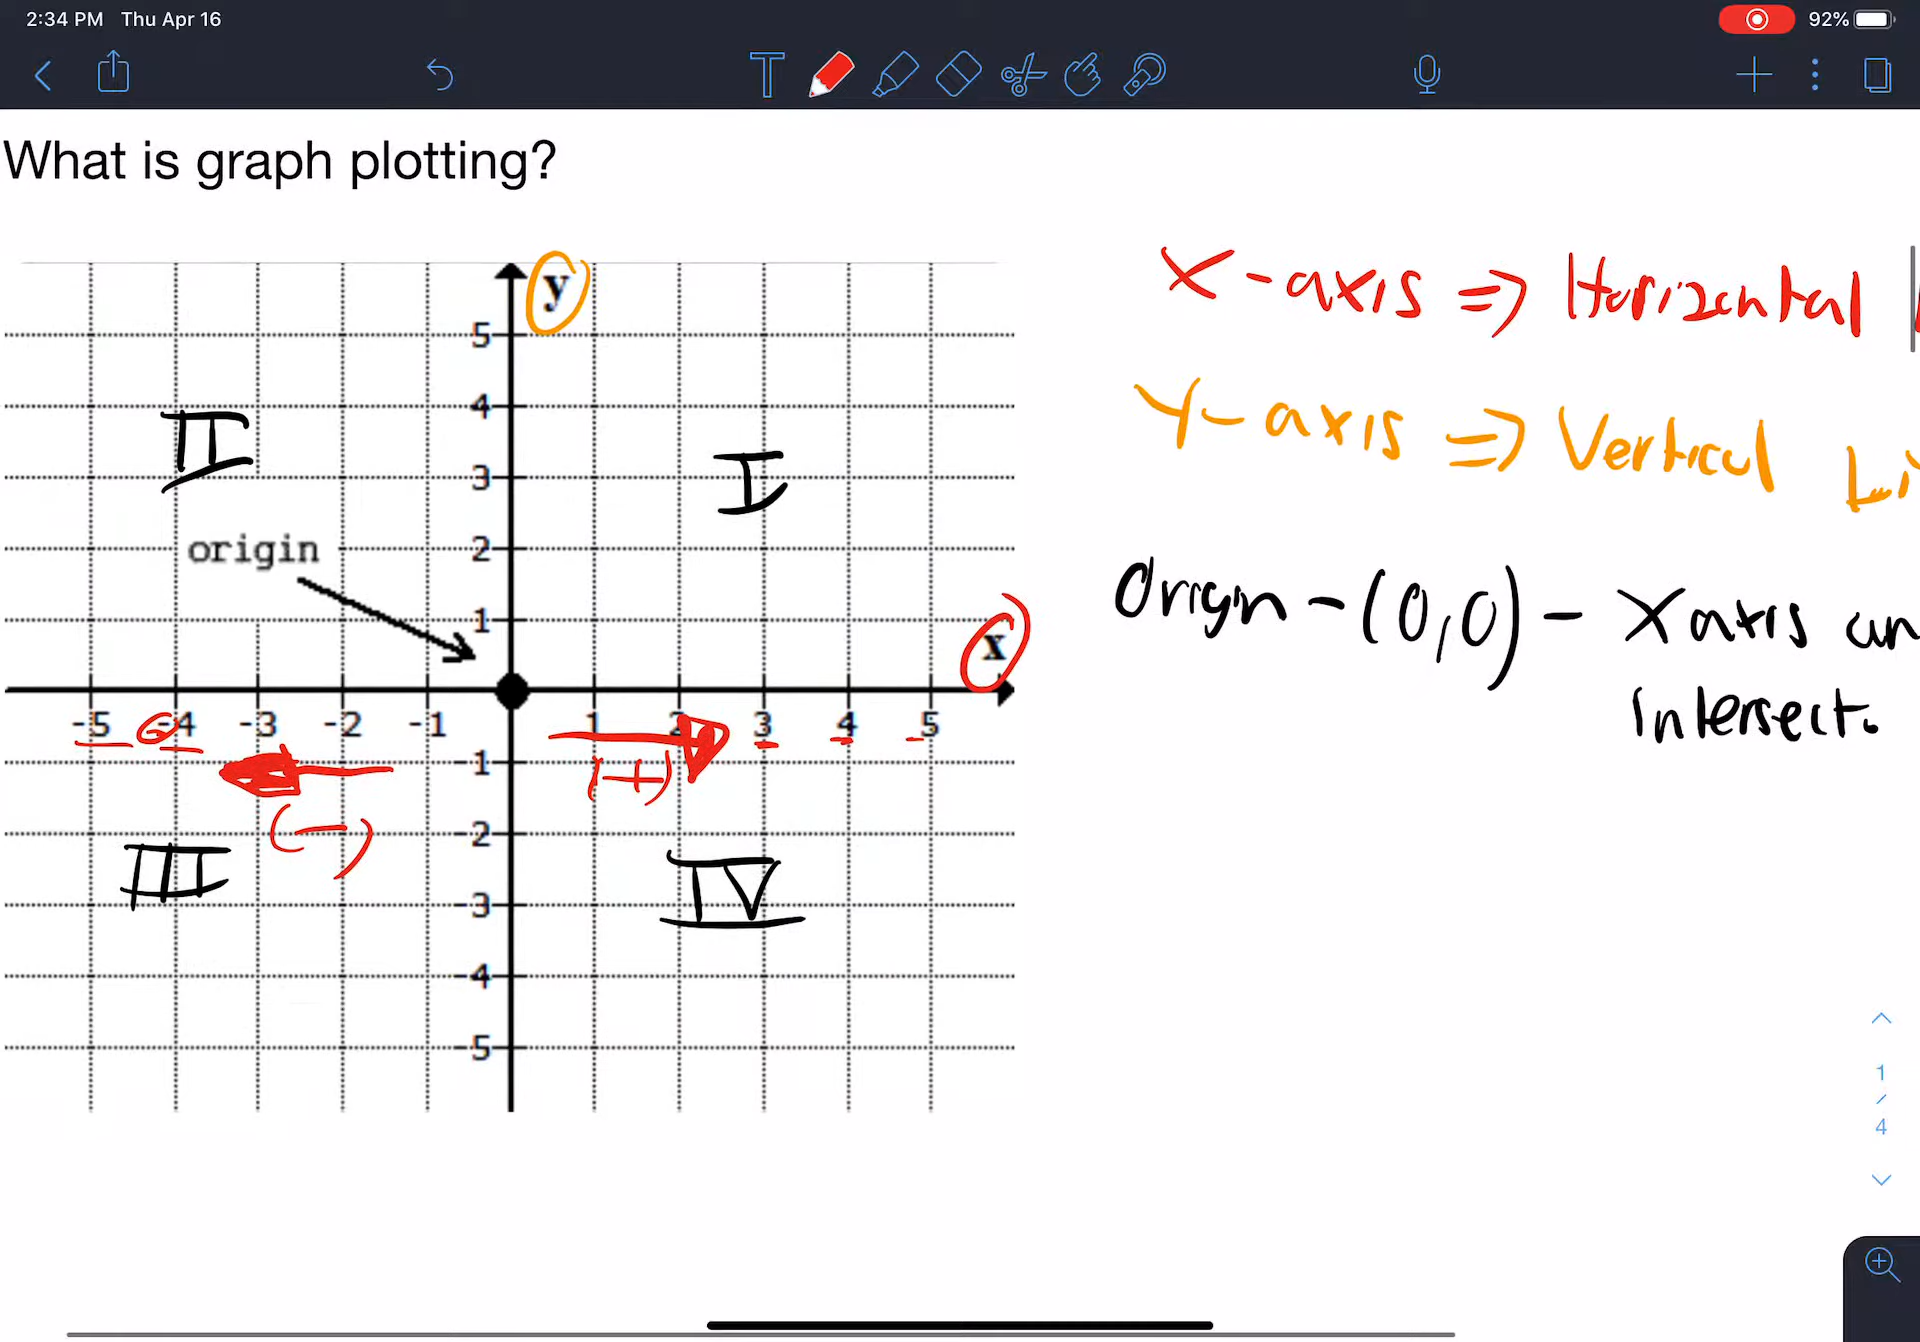 2:34 PM Thu Apr 16
92%
What is graph plotting?
y
5
4
3
2
1
II
I
origin
x
-5 -4 -3 -2 -1 1 2 3 4 5
-1
-2
-3
-4
-5
(+)
(-)
III
IV
X-axis => Horizontal
Y-axis => Vertical Li
Origin - (0,0) - X axis an
Intersect.
1
/
4